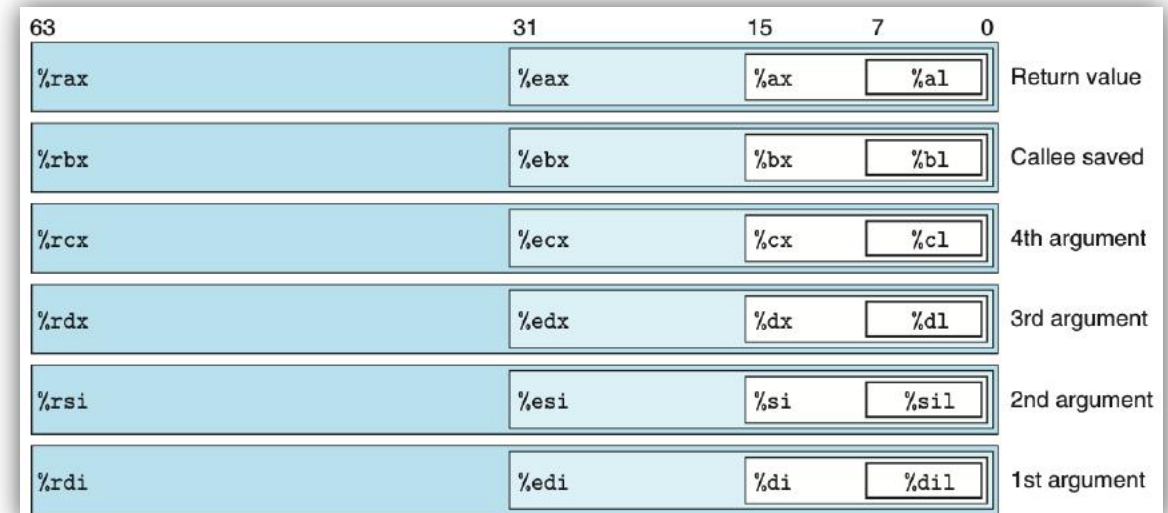 63 31 15 7 0
%rax %eax %ax %al Return value
%rbx %ebx %bx %bl Callee saved
%rcx %ecx %cx %cl 4th argument
%rdx %edx %dx %dl 3rd argument
%rsi %esi %si %sil 2nd argument
%rdi %edi %di %dil 1st argument